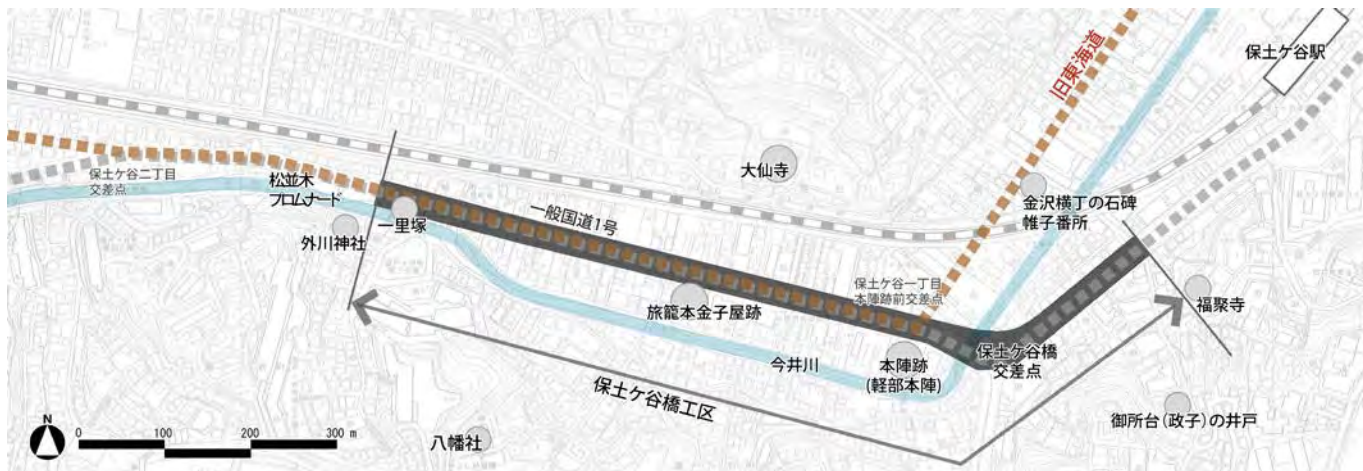 保土ケ谷駅
旧東海道
大仙寺
金沢横丁の石碑
帷子番所
保土ケ谷二丁目
交差点
松並木
プロムナード
一里塚
外川神社
一般国道1号
旅籠本金子屋跡
保土ケ谷一丁目
本陣跡前交差点
福聚寺
今井川
本陣跡
(軽部本陣)
保土ケ谷橋
交差点
保土ケ谷橋工区
御所台(政子)の井戸
八幡社
N
0 100 200 300 m